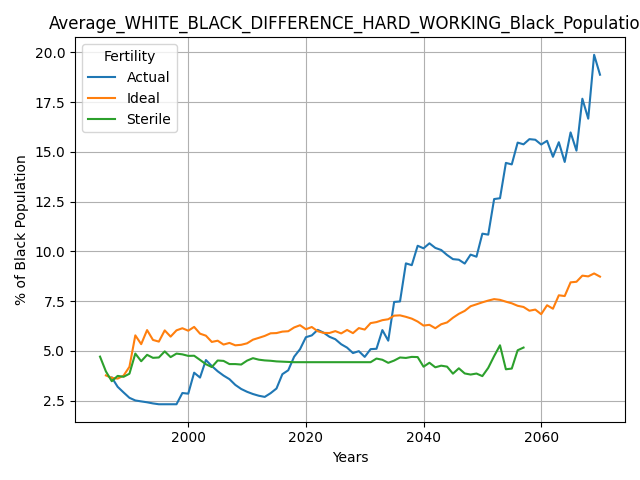 Average_WHITE_BLACK_DIFFERENCE_HARD_WORKING_Black_Populatio
Fertility
Actual
Ideal
Sterile
20.0
17.5
15.0
12.5
10.0
7.5
5.0
2.5
% of Black Population
2000 2020 2040 2060
Years